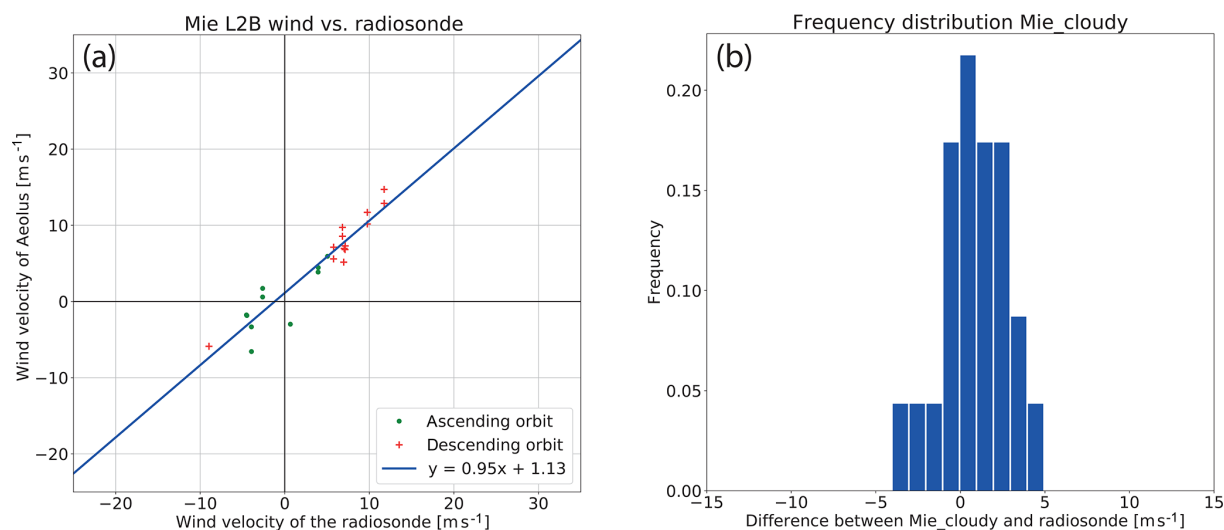 Mie L2B wind vs. radiosonde
(a)
Wind velocity of Aeolus [m s⁻¹]
30
20
10
0
−10
−20
−20 −10 0 10 20 30
Wind velocity of the radiosonde [m s⁻¹]
Ascending orbit
Descending orbit
y = 0.95x + 1.13
Frequency distribution Mie_cloudy
(b)
Frequency
0.20
0.15
0.10
0.05
0.00
−15 −10 −5 0 5 10 15
Difference between Mie_cloudy and radiosonde [m s⁻¹]